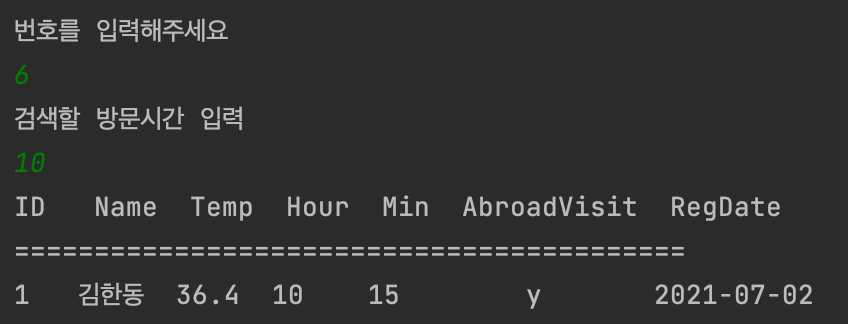 번호를 입력해주세요
6
검색할 방문시간 입력
10
ID   Name  Temp  Hour  Min  AbroadVisit  RegDate
==========================================
1   김한동  36.4  10    15        y       2021-07-02